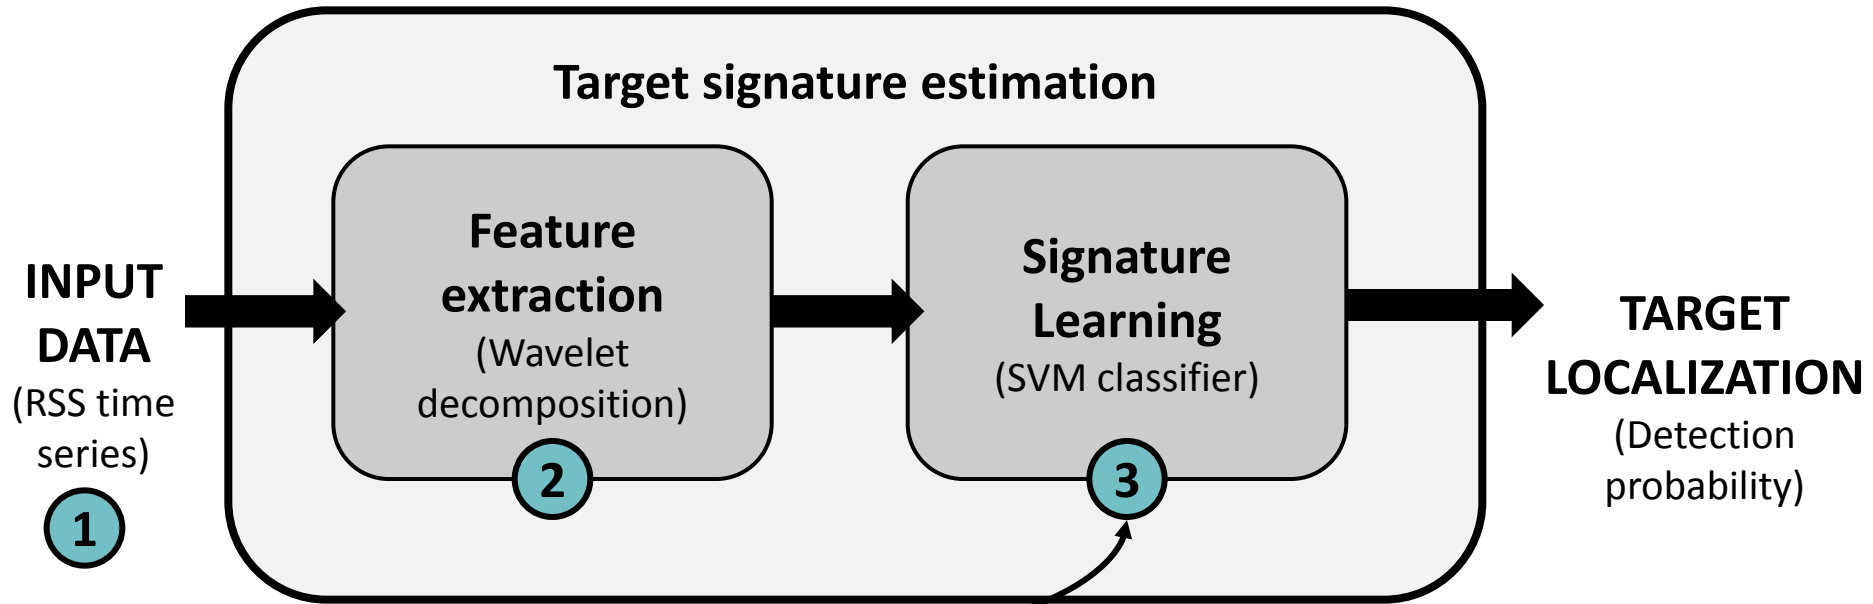 Target signature estimation
INPUT
DATA
(RSS time
series)
1
Feature
extraction
(Wavelet
decomposition)
2
Signature
Learning
(SVM classifier)
3
TARGET
LOCALIZATION
(Detection
probability)